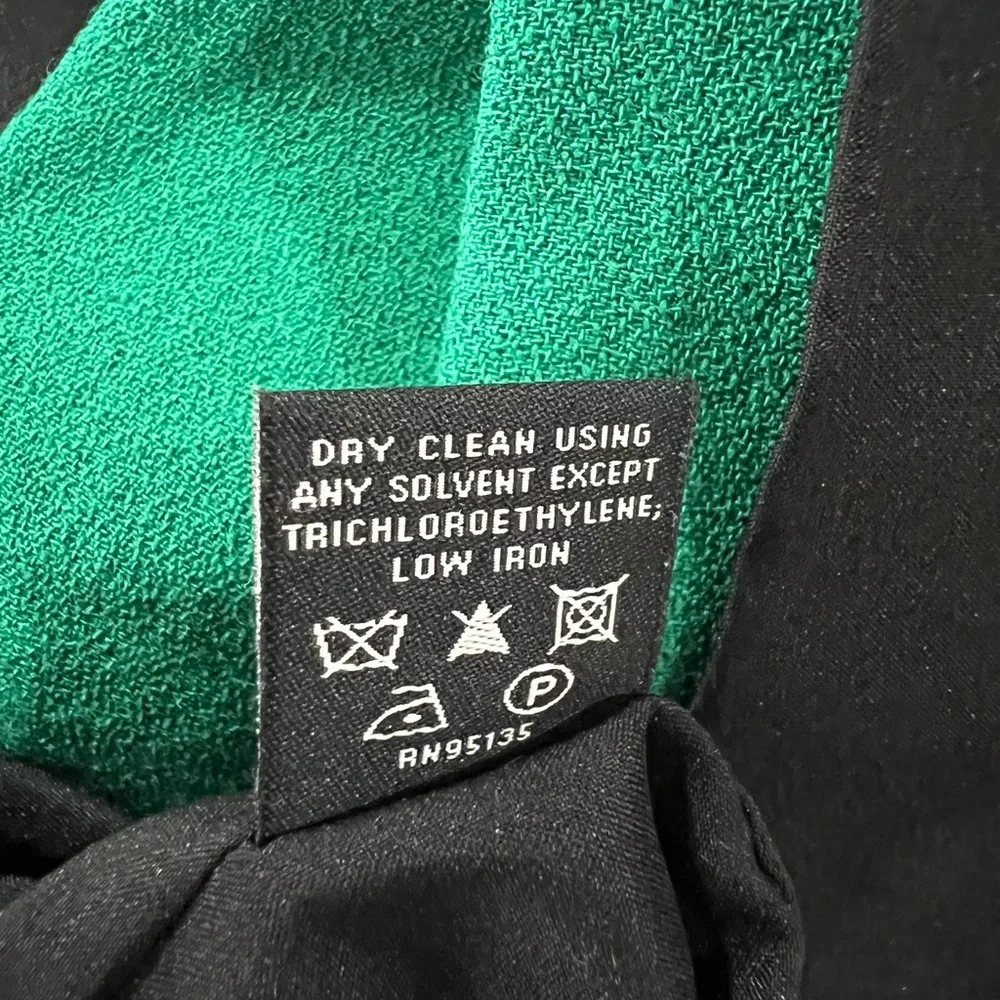 DRY CLEAN USING
ANY SOLVENT EXCEPT
TRICHLOROETHYLENE;
LOW IRON
P
RN95135